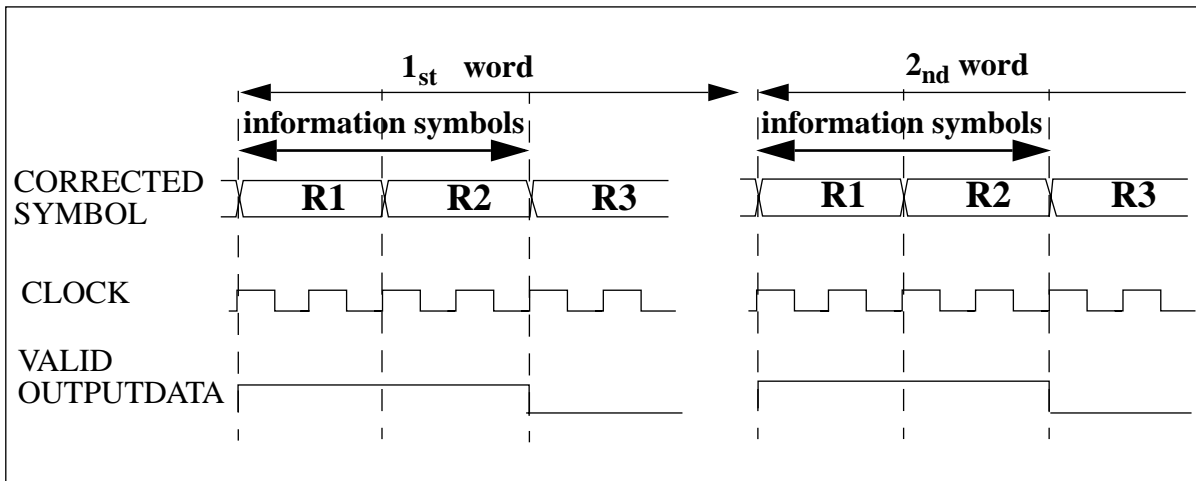 1st word 2nd word
information symbols information symbols
CORRECTED
SYMBOL
R1 R2 R3 R1 R2 R3
CLOCK
VALID
OUTPUTDATA